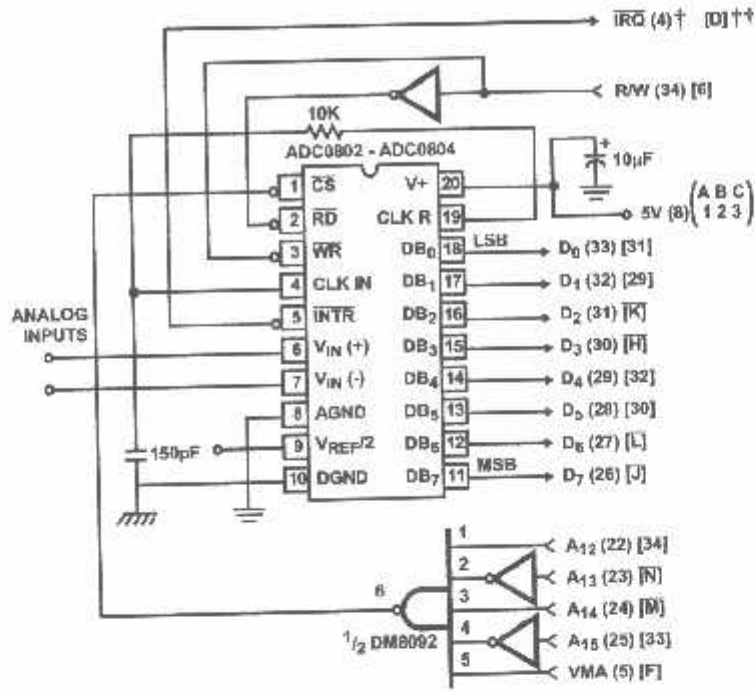 IRQ (4)† [D]††
R/W (34) [6]
10K
ADC0802 - ADC0804
+
10µF
1 CS V+ 20
5V (8) (A B C
1 2 3)
2 RD CLK R 19
3 WR DB0 18 LSB D0 (33) [31]
4 CLK IN DB1 17 D1 (32) [29]
ANALOG
INPUTS
5 INTR DB2 16 D2 (31) [K]
6 VIN (+) DB3 15 D3 (30) [H]
7 VIN (-) DB4 14 D4 (29) [32]
8 AGND DB5 13 D5 (28) [30]
150pF
9 VREF/2 DB6 12 D6 (27) [L]
10 DGND DB7 11 MSB D7 (26) [J]
1 A12 (22) [34]
2 A13 (23) [N]
6
3 A14 (24) [M]
1/2 DM8092
4 A15 (25) [33]
5 VMA (5) [F]